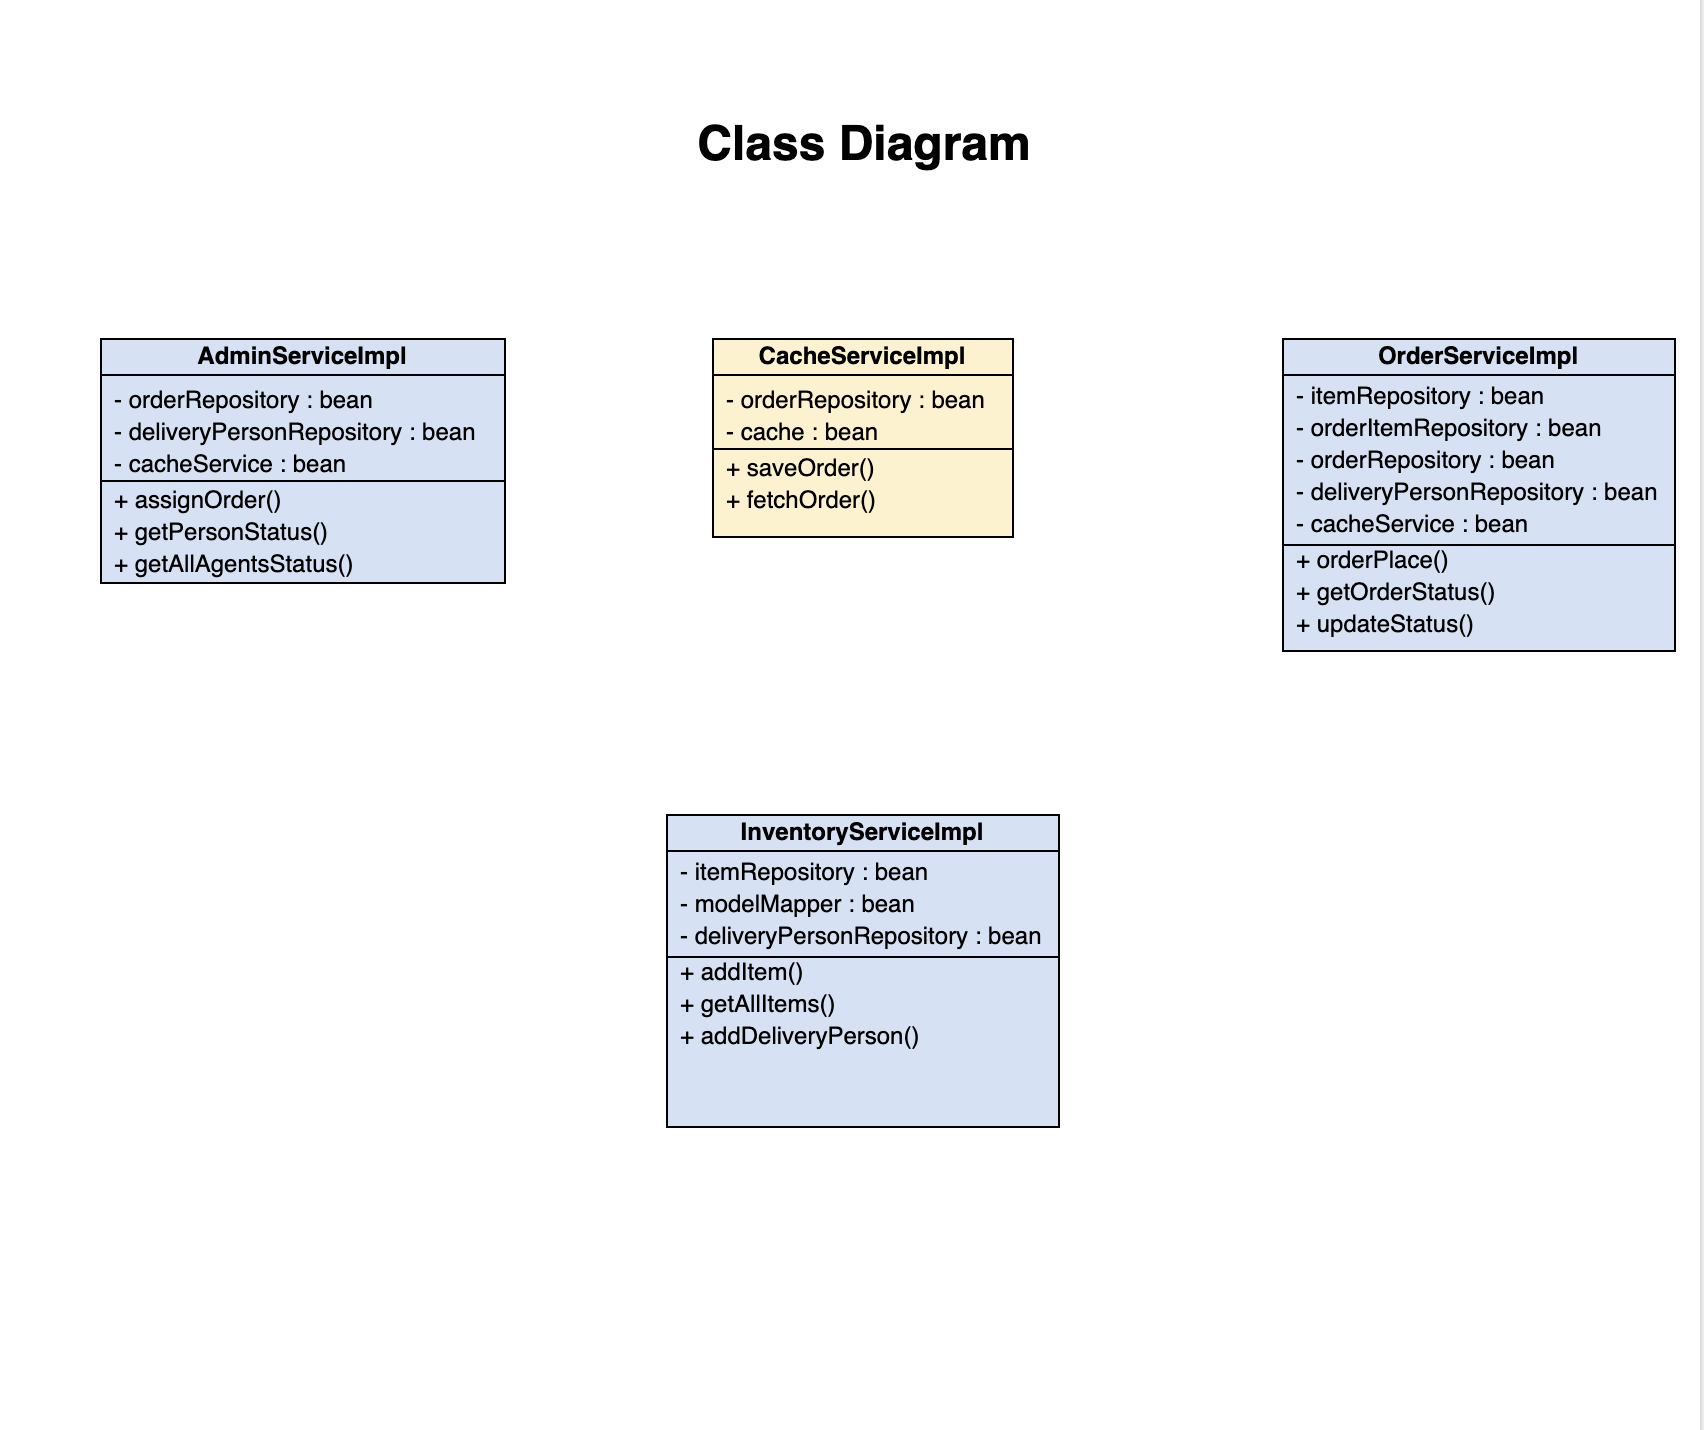 Class Diagram
AdminServiceImpl
- orderRepository : bean
- deliveryPersonRepository : bean
- cacheService : bean
+ assignOrder()
+ getPersonStatus()
+ getAllAgentsStatus()
CacheServiceImpl
- orderRepository : bean
- cache : bean
+ saveOrder()
+ fetchOrder()
OrderServiceImpl
- itemRepository : bean
- orderItemRepository : bean
- orderRepository : bean
- deliveryPersonRepository : bean
- cacheService : bean
+ orderPlace()
+ getOrderStatus()
+ updateStatus()
InventoryServiceImpl
- itemRepository : bean
- modelMapper : bean
- deliveryPersonRepository : bean
+ addItem()
+ getAllItems()
+ addDeliveryPerson()